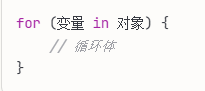 for (变量 in 对象) {
    // 循环体
}